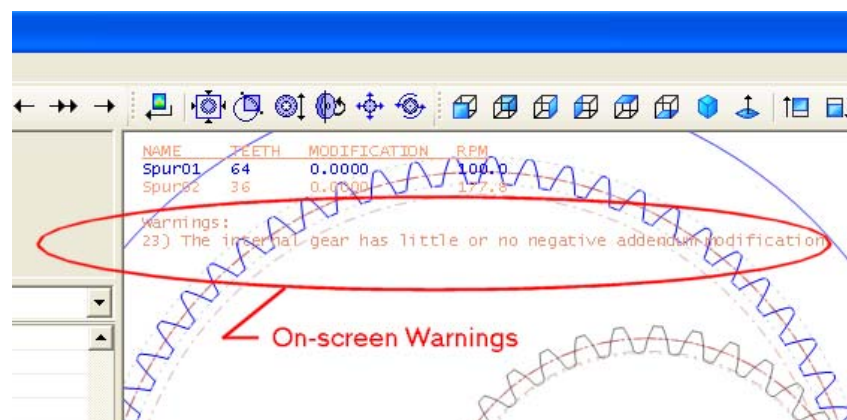 NAME TEETH MODIFICATION RPM
Spur01 64 0.0000 100.0
Spur02 36 0.0000 177.8
Warnings:
23) The internal gear has little or no negative addendum modification
On-screen Warnings